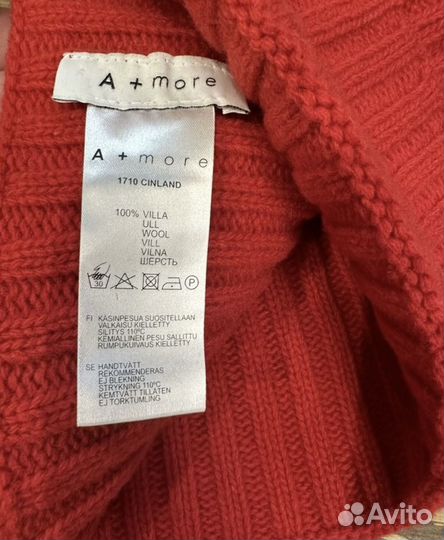 A + more
A + more
1710 CINLAND
100% VILLA
ULL
WOOL
VILL
VILNA
ШЕРСТЬ
30 P
FI KÄSINPESUA SUOSITELLAAN
VALKAISU KIELLETTY
SILITYS 110ºC
KEMIALLINEN PESU SALLITTU
RUMPUKUIVAUS KIELLETTY
SE HANDTVÄTT
REKOMMENDERAS
EJ BLEKNING
STRYKNING 110ºC
KEMTVÄTT TILLÅTEN
EJ TORKTUMLING
Avito